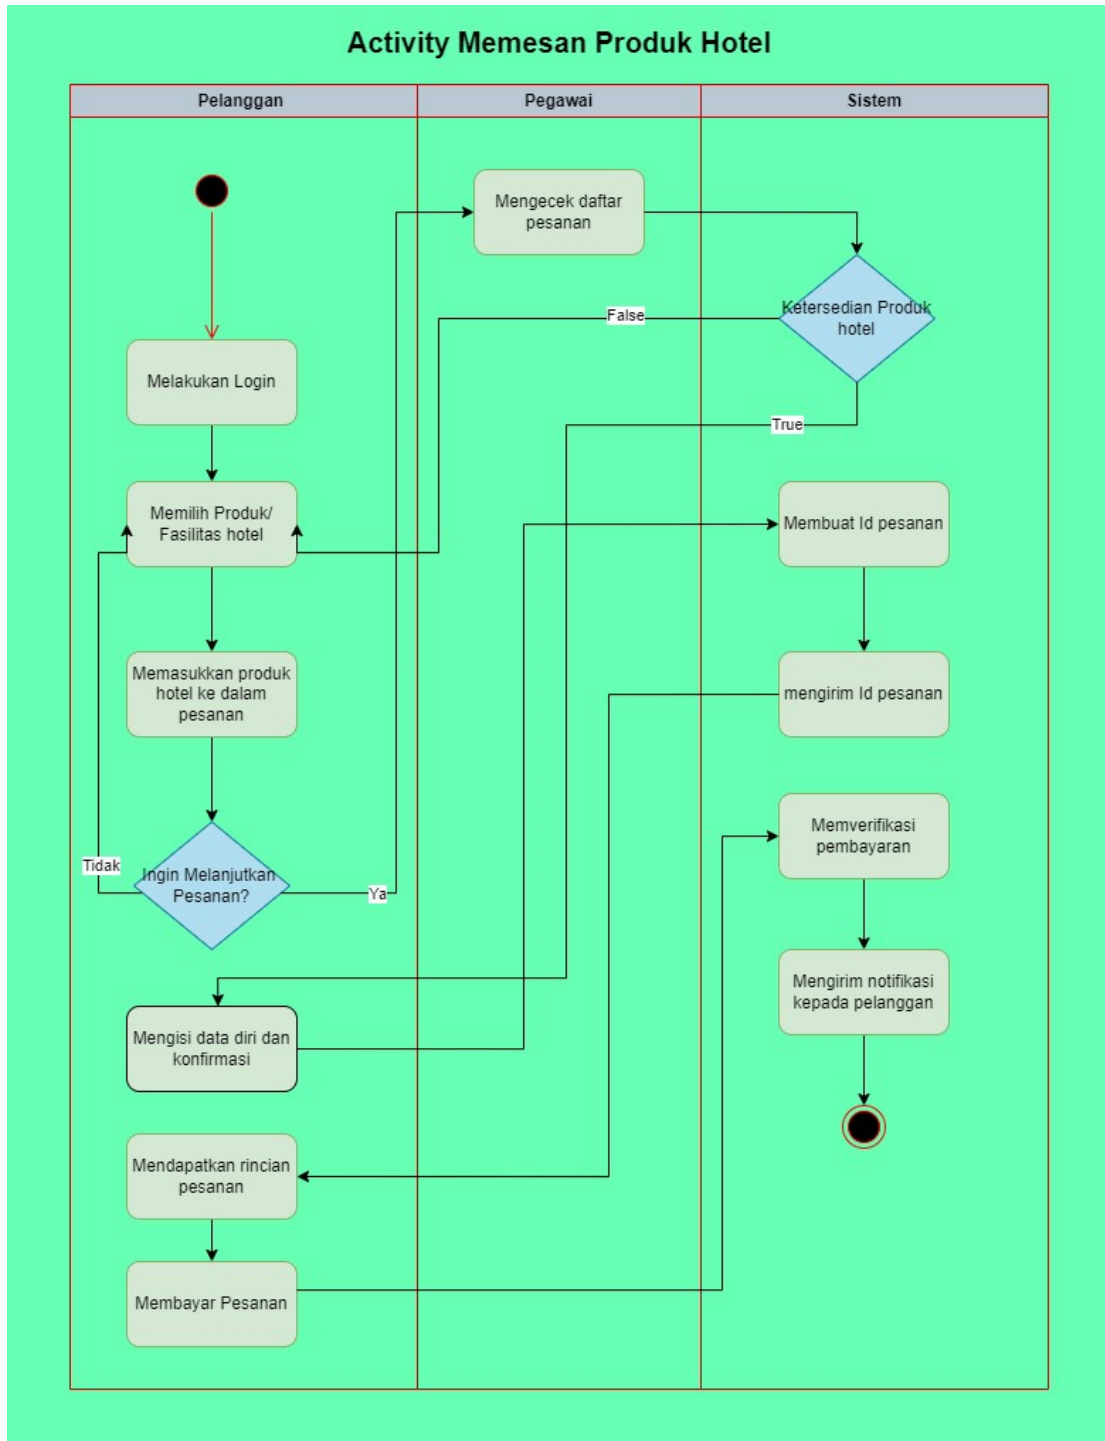 Activity Memesan Produk Hotel
Pelanggan
Pegawai
Sistem
Mengecek daftar
pesanan
Ketersedian Produk
hotel
False
True
Melakukan Login
Memilih Produk/
Fasilitas hotel
Memasukkan produk
hotel ke dalam
pesanan
Ingin Melanjutkan
Pesanan?
Tidak
Ya
Mengisi data diri dan
konfirmasi
Membuat Id pesanan
mengirim Id pesanan
Mendapatkan rincian
pesanan
Membayar Pesanan
Memverifikasi
pembayaran
Mengirim notifikasi
kepada pelanggan